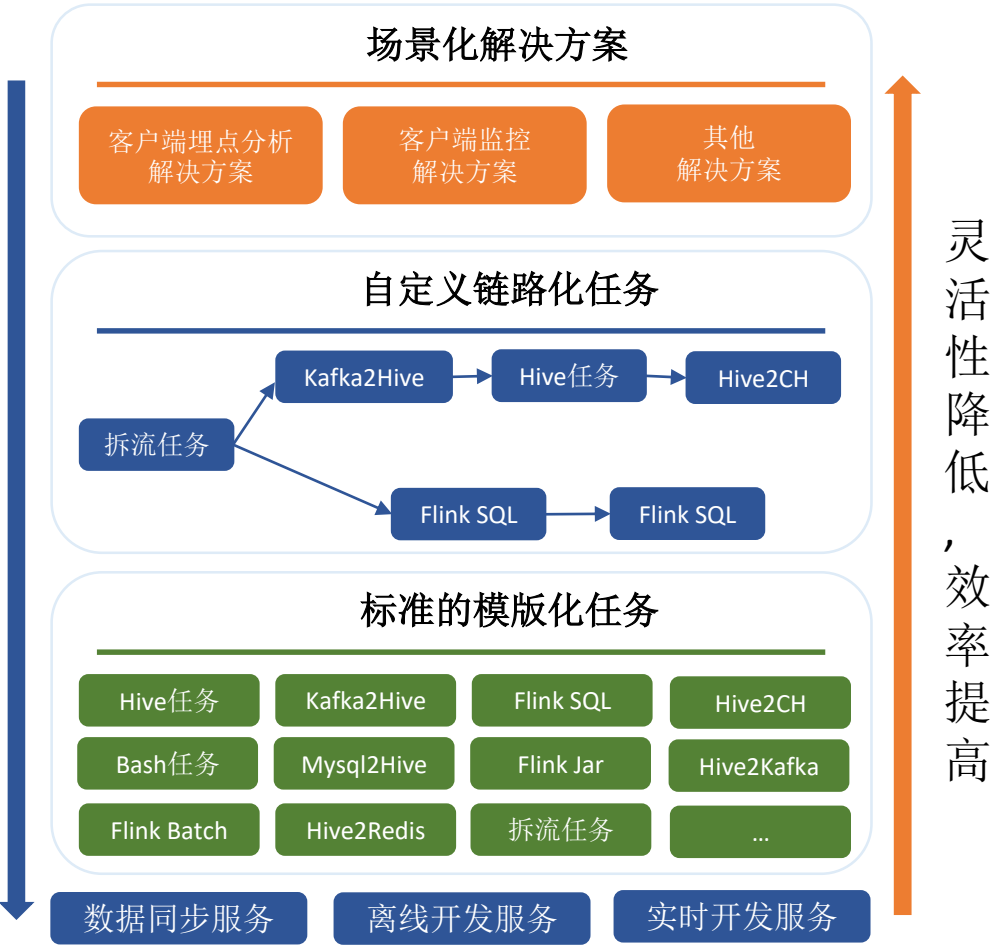 场景化解决方案
客户端埋点分析
解决方案
客户端监控
解决方案
其他
解决方案
自定义链路化任务
拆流任务
Kafka2Hive
Hive任务
Hive2CH
Flink SQL
Flink SQL
标准的模版化任务
Hive任务
Kafka2Hive
Flink SQL
Hive2CH
Bash任务
Mysql2Hive
Flink Jar
Hive2Kafka
Flink Batch
Hive2Redis
拆流任务
...
数据同步服务
离线开发服务
实时开发服务
灵活性降低,效率提高